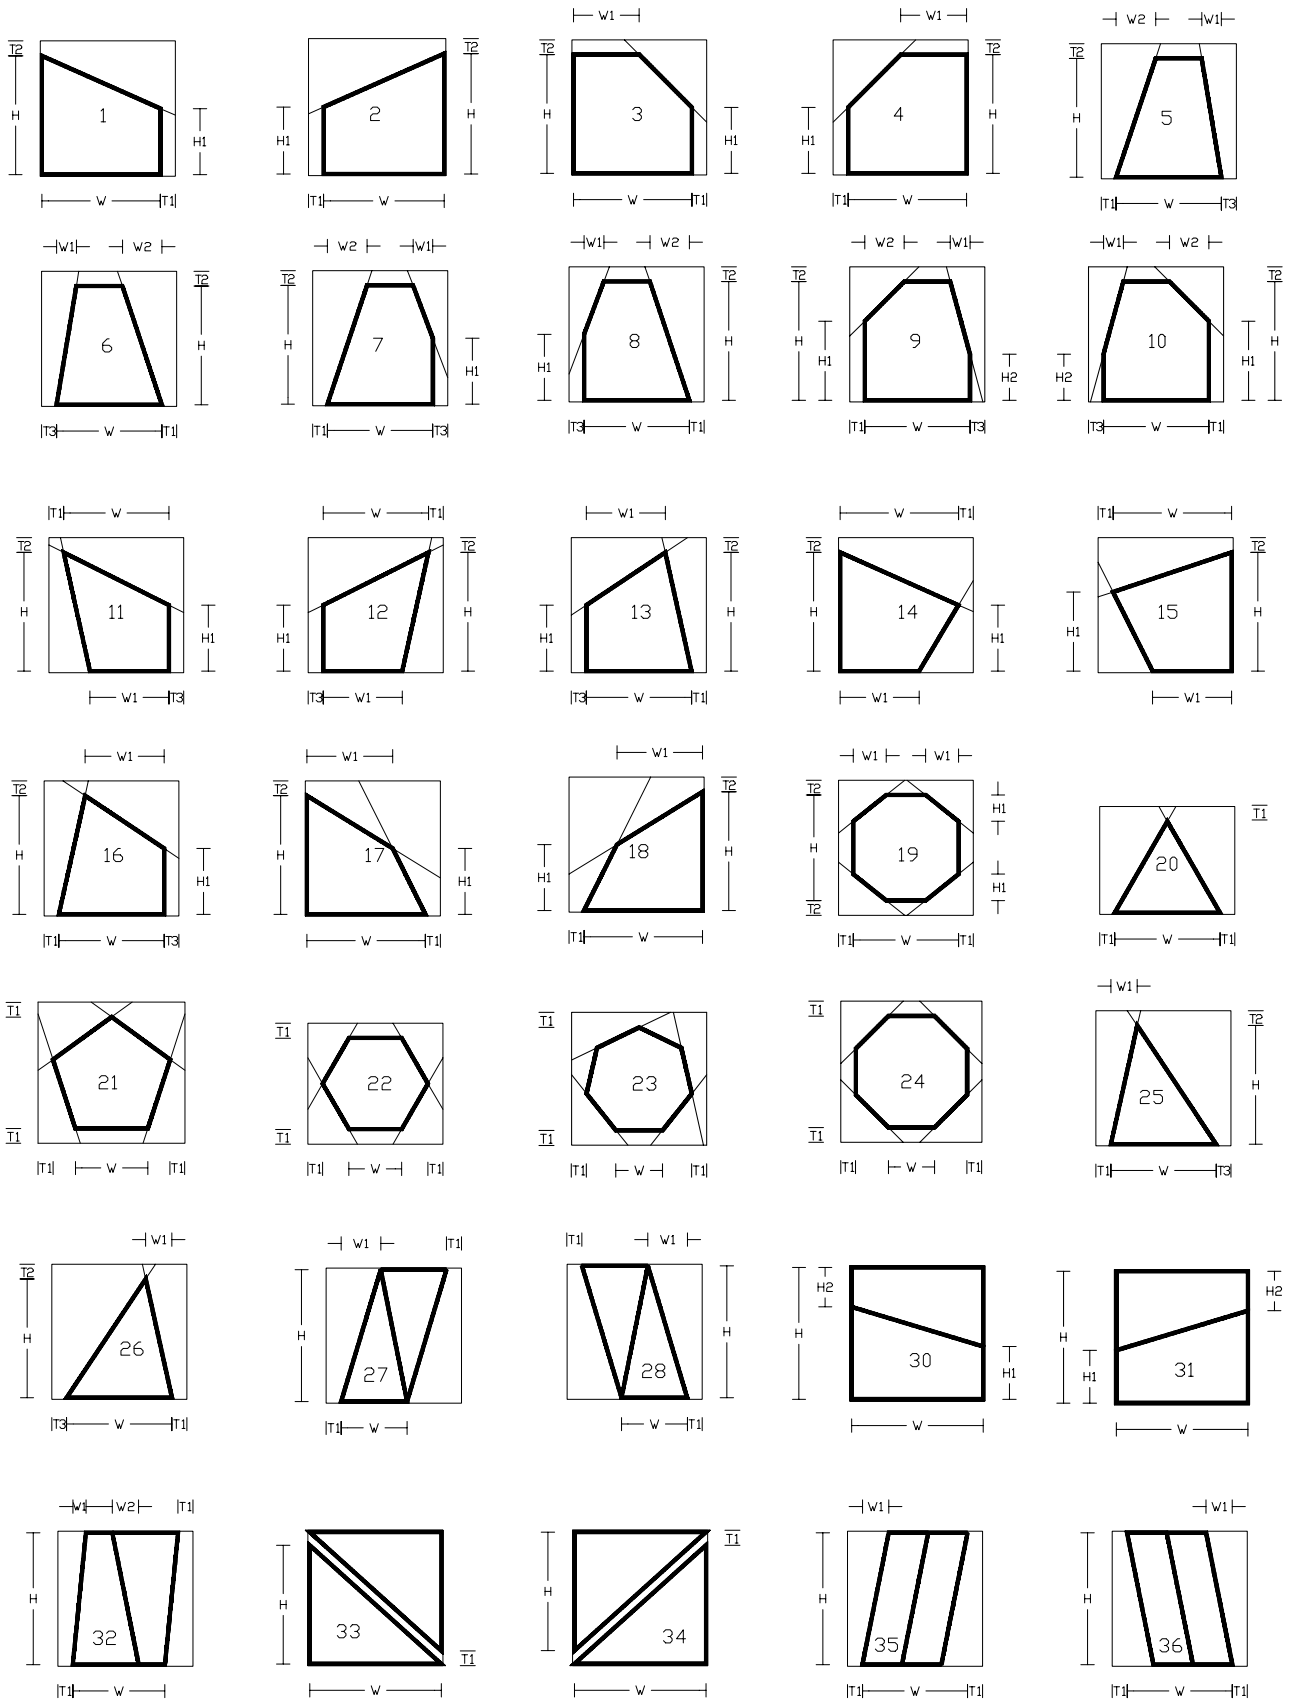 W1 W1
T2 T2 T2 T2 T2 W2 W1
H 1 H1 H1 2 H H 3 H1 H1 4 H H 5
W T1 T1 W W T1 T1 W T1 W T3
W1 W2 W2 W1 W1 W2 W2 W1 W1 W2
T2 T2 T2 T2 T2
6 H H 7 H1 H1 8 H H H1 9 H2 H2 10 H1 H
T3 W T1 T1 W T3 T3 W T1 T1 W T3 T3 W T1
T1 W W T1 W1 W T1 T1 W
T2 T2 T2 T2 T2
H 11 H1 H1 12 H H1 13 H H 14 H1 H1 15 H
W1 T3 T3 W1 T3 W T1 W1 W1
W1 W1 W1 W1 W1
T2 T2 T2 T2 H1 T1
H 16 H1 H 17 H1 H1 18 H H 19 H1 20
T2
T1 W T3 W T1 T1 W T1 W T1 T1 W T1
T1 T1 T1 T1 W1 T2
21 22 23 24 25 H
T1 T1 T1 T1
T1 W T1 T1 W T1 T1 W T1 T1 W T1 T1 W T3
W1 W1 T1 T1 W1
T2 H2 H2
H 26 H 27 28 H H 30 H1 H H1 31
T3 W T1 T1 W W T1 W W
W1 W2 T1 W1 W1
T1
H 32 H 33 H 34 H 35 H 36
T1
T1 W W W T1 W T1 T1 W T1